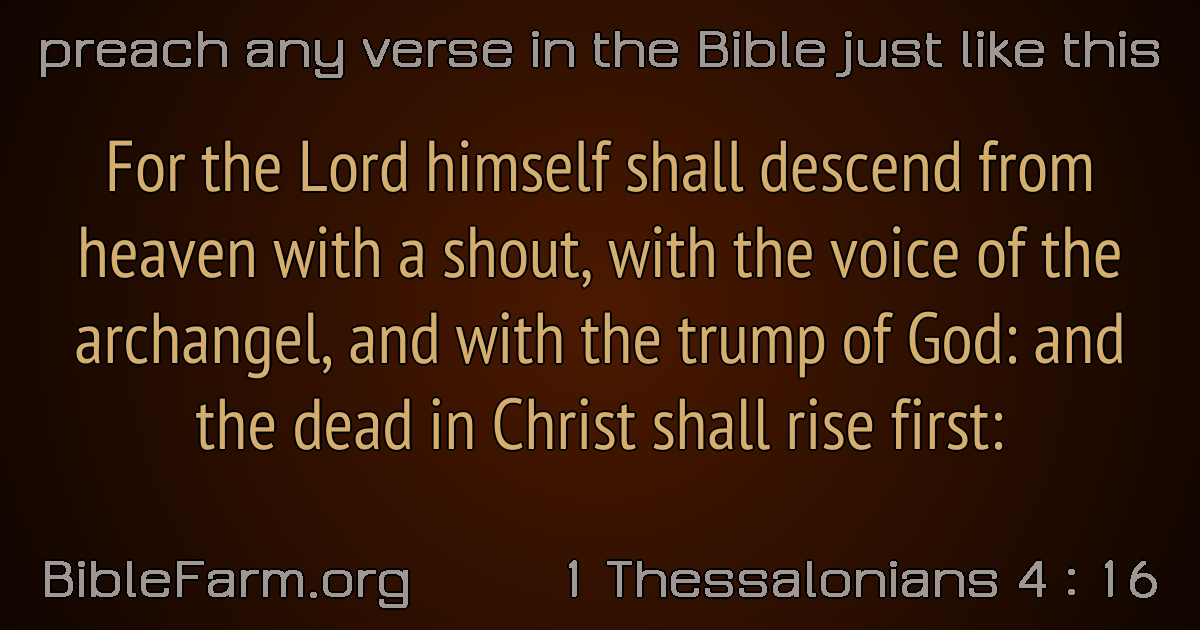 preach any verse in the Bible just like this
For the Lord himself shall descend from
heaven with a shout, with the voice of the
archangel, and with the trump of God: and
the dead in Christ shall rise first:
BibleFarm.org
1 Thessalonians 4 : 16